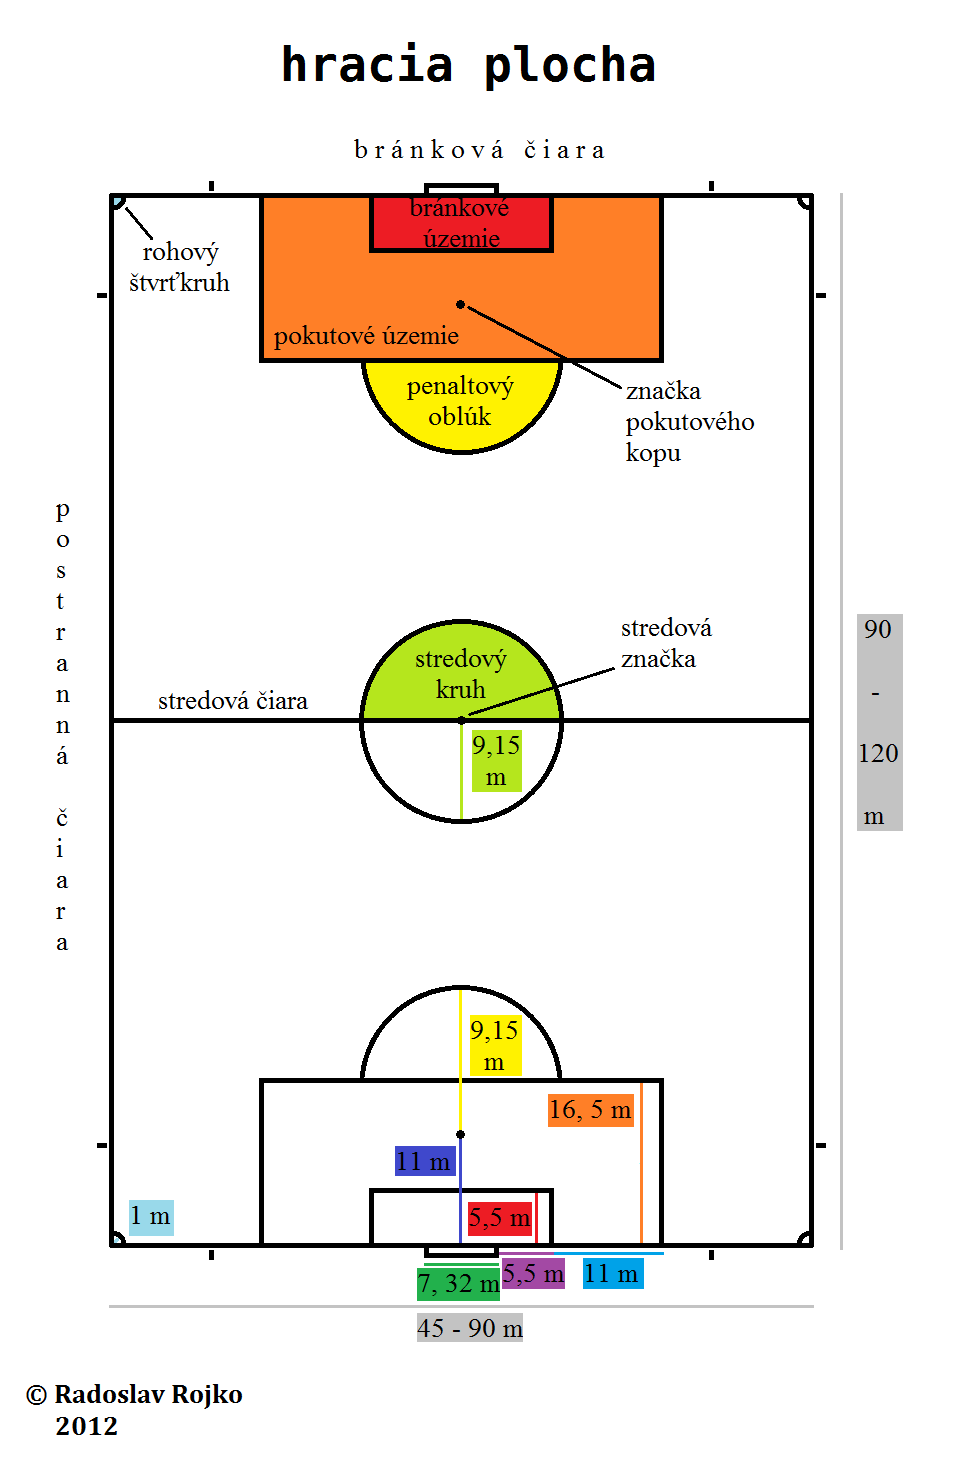 hracia plocha
bránková čiara
bránkové
územie
rohový
štvrťkruh
pokutové územie
penaltový
oblúk
značka
pokutového
kopu
postranná čiara
stredová
značka
stredový
kruh
stredová čiara
90
-
120
m
9,15
m
9,15
m
16, 5 m
11 m
1 m
5,5 m
7, 32 m
5,5 m
11 m
45 - 90 m
© Radoslav Rojko
2012